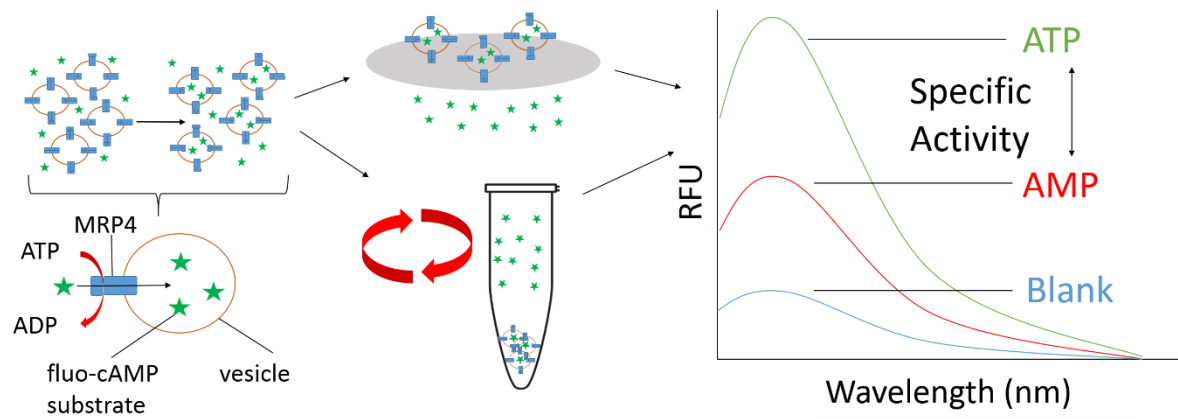 MRP4
ATP
ADP
fluo-cAMP
substrate
vesicle
RFU
ATP
Specific
Activity
AMP
Blank
Wavelength (nm)